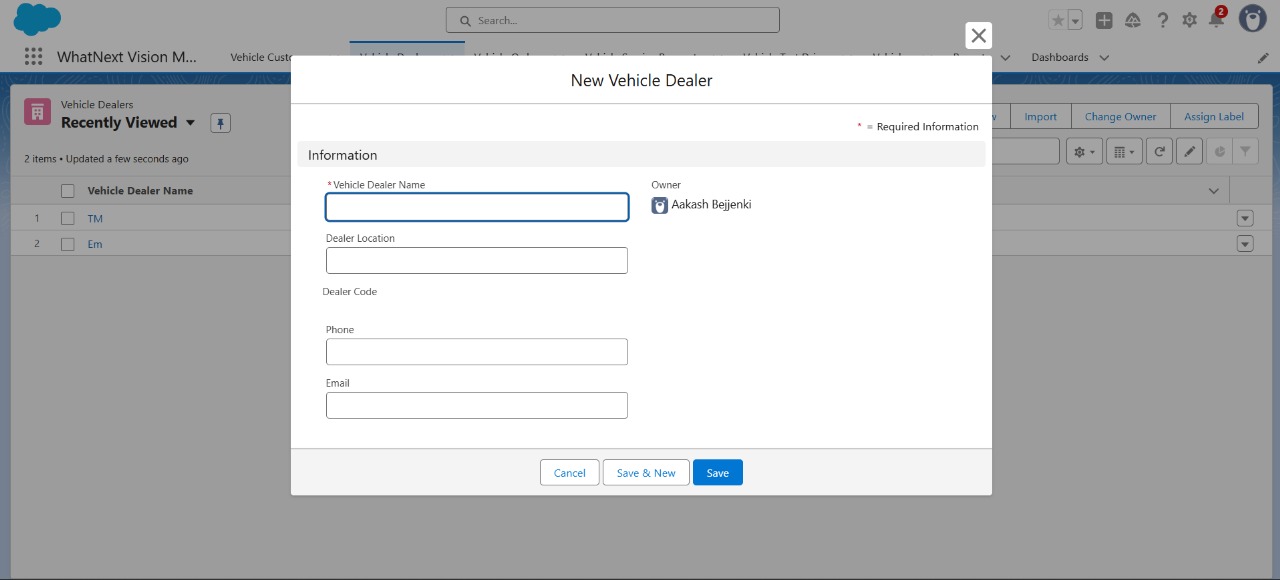 Search...
2
WhatNext Vision M...
Vehicle Custo
Dashboards
New Vehicle Dealer
Vehicle Dealers
Recently Viewed
Import
Change Owner
Assign Label
* = Required Information
2 items • Updated a few seconds ago
Information
Vehicle Dealer Name
*Vehicle Dealer Name
Owner
Aakash Bejjenki
1 TM
2 Em
Dealer Location
Dealer Code
Phone
Email
Cancel
Save & New
Save